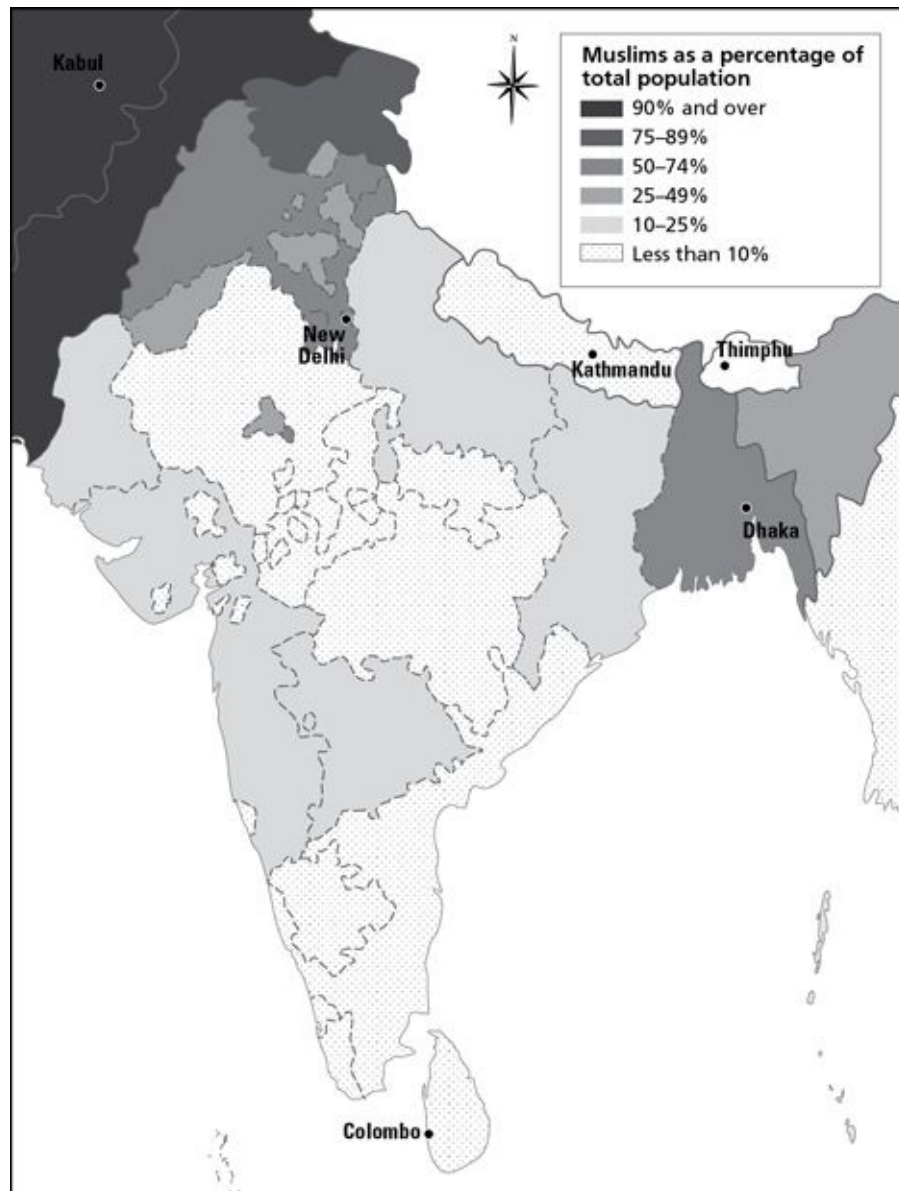 Kabul
N
Muslims as a percentage of
total population
90% and over
75–89%
50–74%
25–49%
10–25%
Less than 10%
New
Delhi
Kathmandu
Thimphu
Dhaka
Colombo